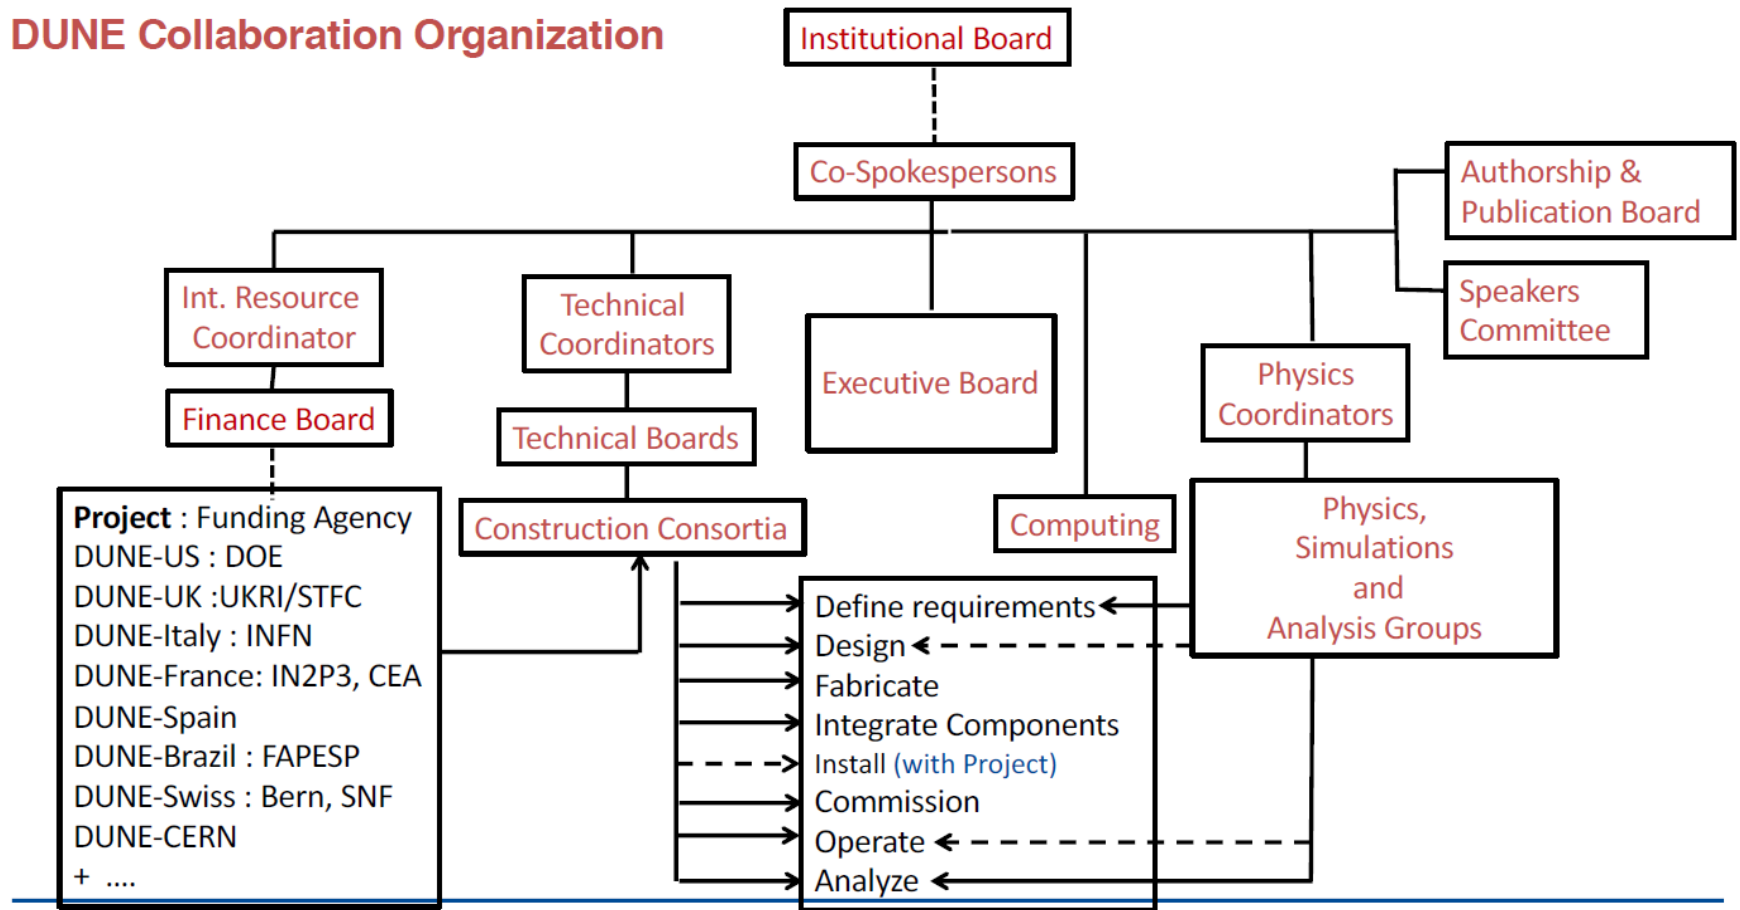 DUNE Collaboration Organization
Institutional Board
Co-Spokespersons
Authorship &
Publication Board
Speakers
Committee
Int. Resource
Coordinator
Technical
Coordinators
Executive Board
Physics
Coordinators
Finance Board
Technical Boards
Project : Funding Agency
DUNE-US : DOE
DUNE-UK :UKRI/STFC
DUNE-Italy : INFN
DUNE-France: IN2P3, CEA
DUNE-Spain
DUNE-Brazil : FAPESP
DUNE-Swiss : Bern, SNF
DUNE-CERN
+ ....
Construction Consortia
Computing
Physics,
Simulations
and
Analysis Groups
Define requirements
Design
Fabricate
Integrate Components
Install (with Project)
Commission
Operate
Analyze